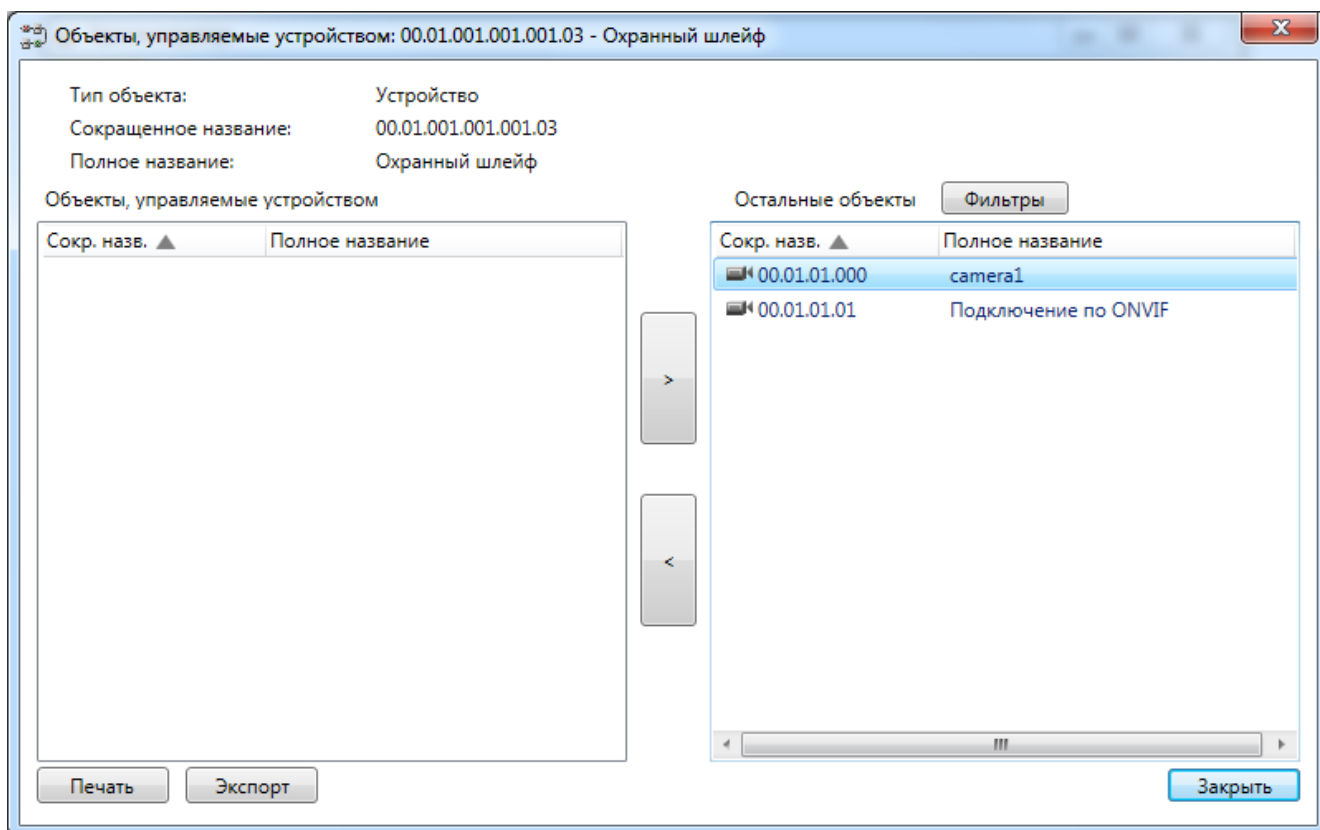 Объекты, управляемые устройством: 00.01.001.001.001.03 - Охранный шлейф
Тип объекта: Устройство
Сокращенное название: 00.01.001.001.001.03
Полное название: Охранный шлейф
Объекты, управляемые устройством Остальные объекты Фильтры
Сокр. назв. Полное название Сокр. назв. Полное название
00.01.01.000 camera1
00.01.01.01 Подключение по ONVIF
>
<
Печать Экспорт Закрыть